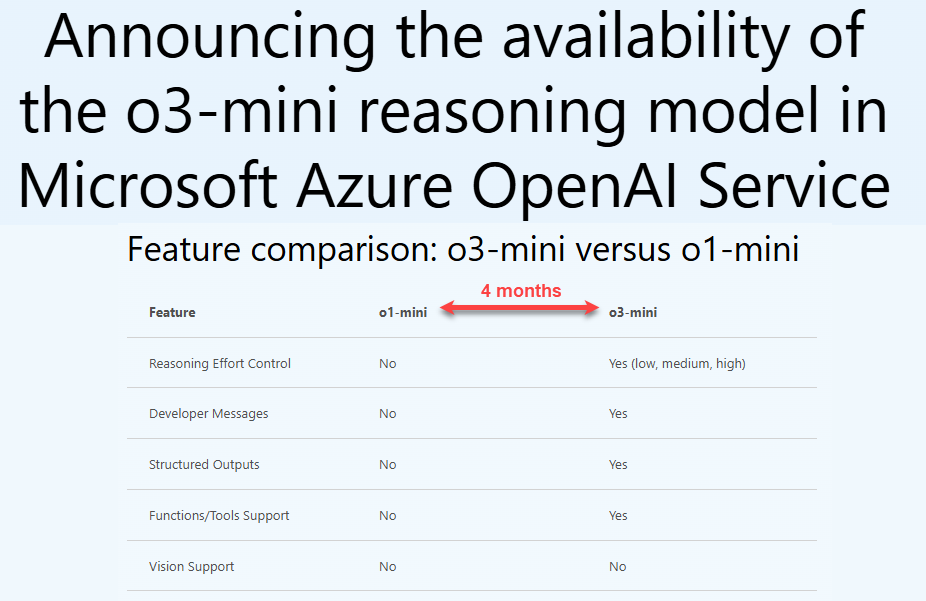 Announcing the availability of
the o3-mini reasoning model in
Microsoft Azure OpenAI Service
Feature comparison: o3-mini versus o1-mini
4 months
Feature o1-mini o3-mini
Reasoning Effort Control No Yes (low, medium, high)
Developer Messages No Yes
Structured Outputs No Yes
Functions/Tools Support No Yes
Vision Support No No